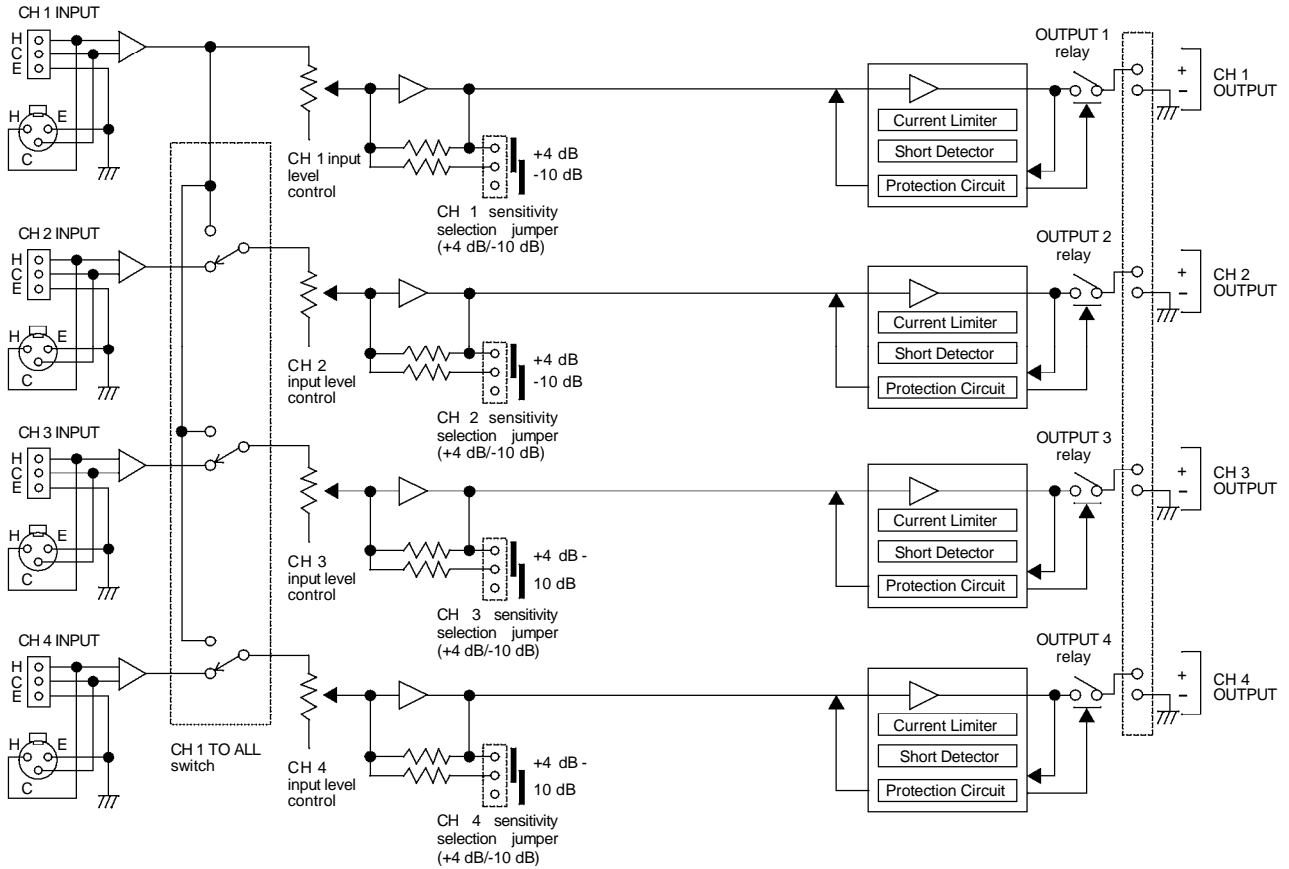 CH 1 INPUT
H
C
E
H E
C
CH 1 input
level
control
+4 dB
-10 dB
CH 1 sensitivity
selection jumper
(+4 dB/-10 dB)
Current Limiter
Short Detector
Protection Circuit
OUTPUT 1
relay
+
-
CH 1
OUTPUT
CH 2 INPUT
H
C
E
H E
C
CH 2
input level
control
+4 dB
-10 dB
CH 2 sensitivity
selection jumper
(+4 dB/-10 dB)
Current Limiter
Short Detector
Protection Circuit
OUTPUT 2
relay
+
-
CH 2
OUTPUT
CH 3 INPUT
H
C
E
H E
C
CH 3
input level
control
+4 dB -
10 dB
CH 3 sensitivity
selection jumper
(+4 dB/-10 dB)
Current Limiter
Short Detector
Protection Circuit
OUTPUT 3
relay
+
-
CH 3
OUTPUT
CH 4 INPUT
H
C
E
H E
C
CH 1 TO ALL
switch
CH 4
input level
control
+4 dB -
10 dB
CH 4 sensitivity
selection jumper
(+4 dB/-10 dB)
Current Limiter
Short Detector
Protection Circuit
OUTPUT 4
relay
+
-
CH 4
OUTPUT